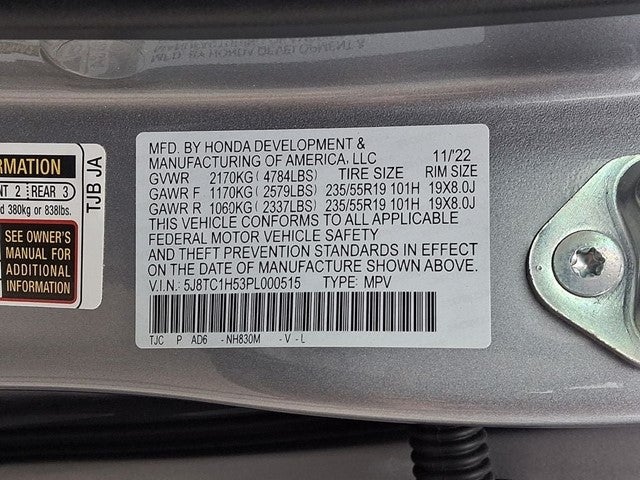 MFD. BY HONDA DEVELOPMENT &
MANUFACTURING OF AMERICA, LLC 11/'22
GVWR 2170KG ( 4784LBS) TIRE SIZE RIM SIZE
GAWR F 1170KG ( 2579LBS) 235/55R19 101H 19X8.0J
GAWR R 1060KG ( 2337LBS) 235/55R19 101H 19X8.0J
THIS VEHICLE CONFORMS TO ALL APPLICABLE
FEDERAL MOTOR VEHICLE SAFETY
AND THEFT PREVENTION STANDARDS IN EFFECT
ON THE DATE OF MANUFACTURE SHOWN ABOVE.
V.I.N.: 5J8TC1H53PL000515 TYPE: MPV
TJC P AD6 - NH830M - V - L
RMATION
NT 2 REAR 3
d 380kg or 838lbs.
SEE OWNER'S
MANUAL FOR
ADDITIONAL
INFORMATION
TJB JA